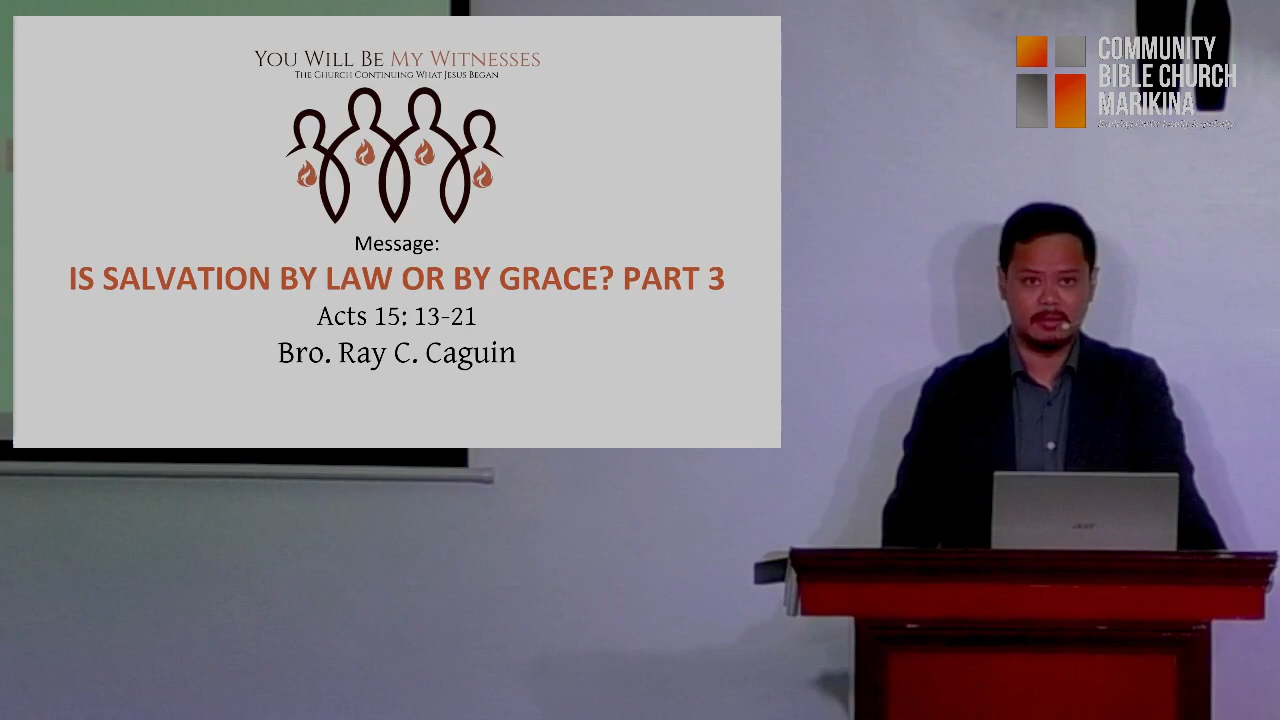 You Will Be My Witnesses
The Church Continuing What Jesus Began
Message:
IS SALVATION BY LAW OR BY GRACE? PART 3
Acts 15: 13-21
Bro. Ray C. Caguin
COMMUNITY
BIBLE CHURCH
MARIKINA
acer